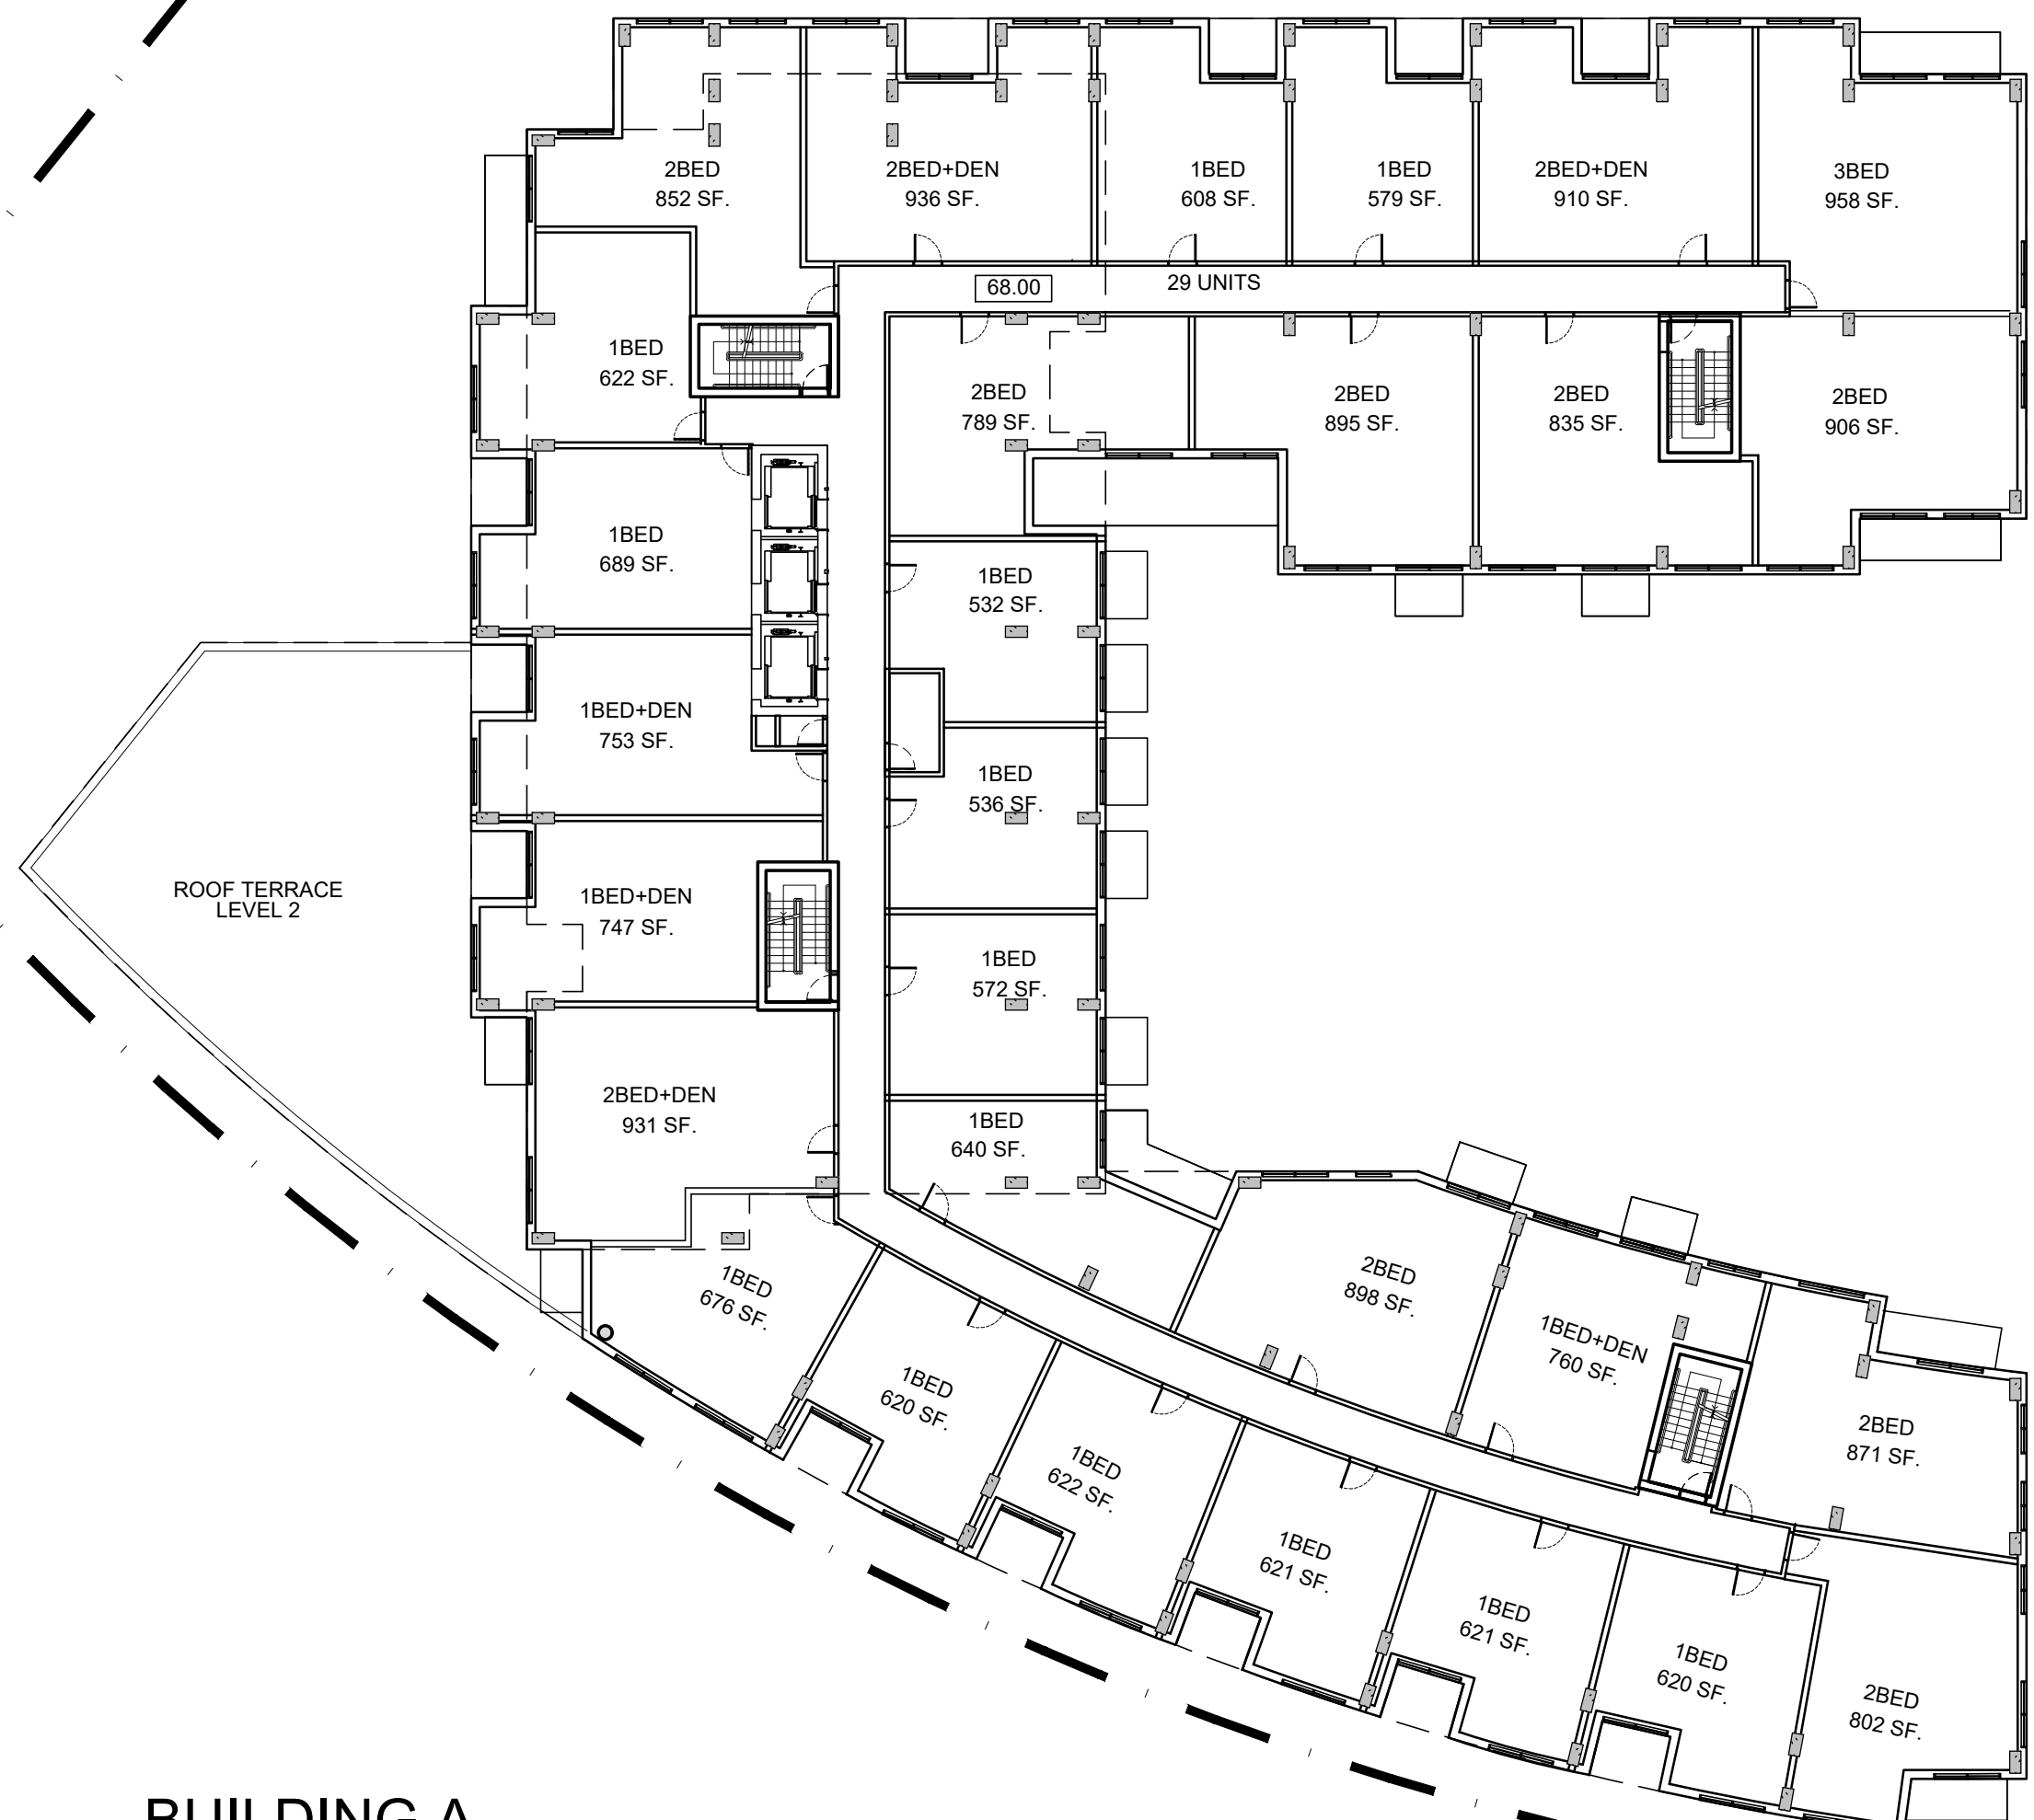 2BED
852 SF.
2BED+DEN
936 SF.
1BED
608 SF.
1BED
579 SF.
2BED+DEN
910 SF.
3BED
958 SF.
68.00
29 UNITS
1BED
622 SF.
2BED
789 SF.
2BED
895 SF.
2BED
835 SF.
2BED
906 SF.
1BED
689 SF.
1BED
532 SF.
1BED+DEN
753 SF.
1BED
536 SF.
ROOF TERRACE
LEVEL 2
1BED+DEN
747 SF.
1BED
572 SF.
2BED+DEN
931 SF.
1BED
640 SF.
1BED
676 SF.
2BED
898 SF.
1BED+DEN
760 SF.
1BED
620 SF.
2BED
871 SF.
1BED
622 SF.
1BED
621 SF.
1BED
621 SF.
1BED
620 SF.
2BED
802 SF.
BUILDING A